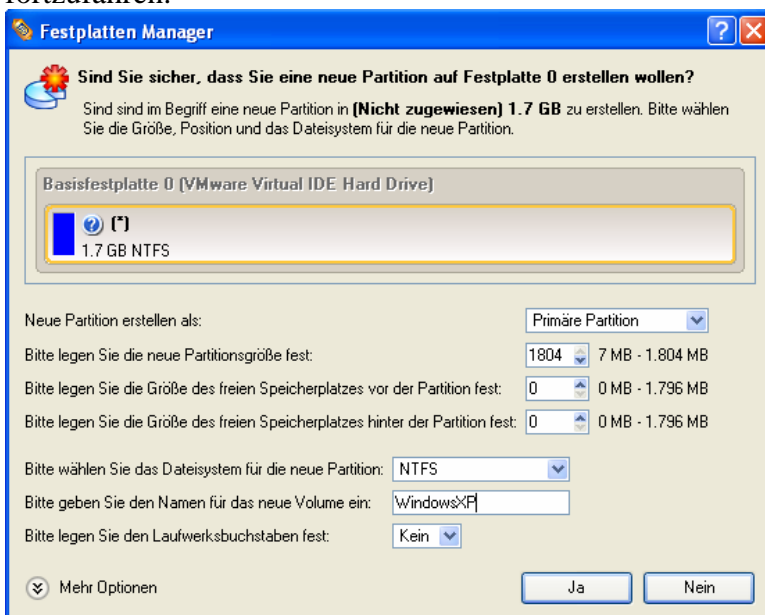 fortzufahren.
Festplatten Manager
Sind Sie sicher, dass Sie eine neue Partition auf Festplatte 0 erstellen wollen?
Sind sind im Begriff eine neue Partition in (Nicht zugewiesen) 1.7 GB zu erstellen. Bitte wählen
Sie die Größe, Position und das Dateisystem für die neue Partition.
Basisfestplatte 0 (VMware Virtual IDE Hard Drive)
(*)
1.7 GB NTFS
Neue Partition erstellen als: Primäre Partition
Bitte legen Sie die neue Partitionsgröße fest: 1804 7 MB - 1.804 MB
Bitte legen Sie die Größe des freien Speicherplatzes vor der Partition fest: 0 0 MB - 1.796 MB
Bitte legen Sie die Größe des freien Speicherplatzes hinter der Partition fest: 0 0 MB - 1.796 MB
Bitte wählen Sie das Dateisystem für die neue Partition: NTFS
Bitte geben Sie den Namen für das neue Volume ein: WindowsXP
Bitte legen Sie den Laufwerksbuchstaben fest: Kein
Mehr Optionen Ja Nein